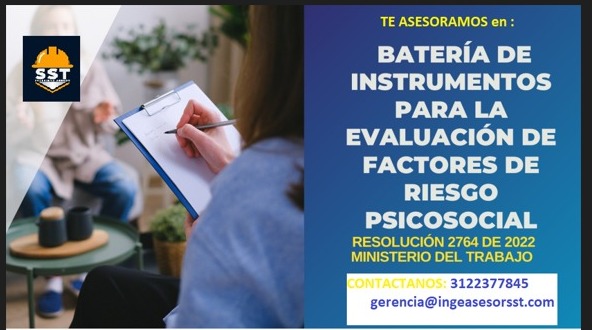 TE ASESORAMOS en :
SST
BATERÍA DE
INSTRUMENTOS
PARA LA
EVALUACIÓN DE
FACTORES DE
RIESGO
PSICOSOCIAL
RESOLUCIÓN 2764 DE 2022
MINISTERIO DEL TRABAJO
CONTACTANOS: 3122377845
gerencia@ingeasesorsst.com